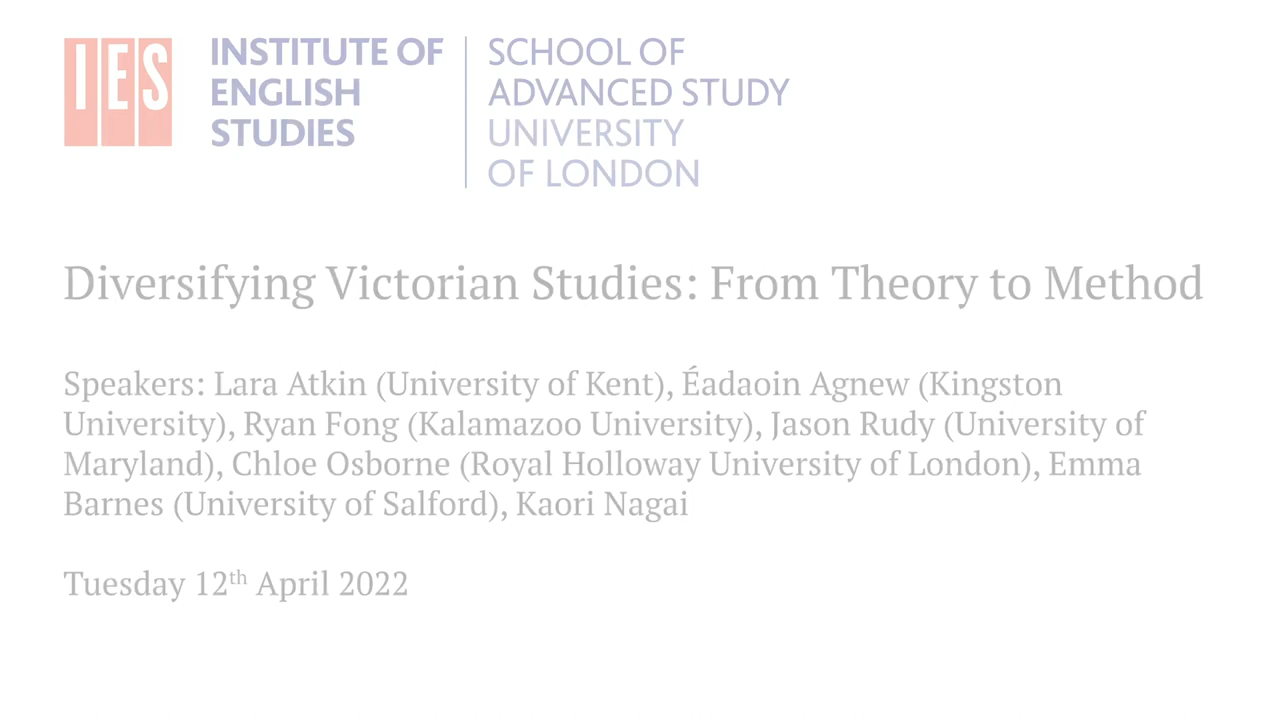 IES
INSTITUTE OF
ENGLISH
STUDIES
SCHOOL OF
ADVANCED STUDY
UNIVERSITY
OF LONDON
Diversifying Victorian Studies: From Theory to Method
Speakers: Lara Atkin (University of Kent), Éadaoin Agnew (Kingston
University), Ryan Fong (Kalamazoo University), Jason Rudy (University of
Maryland), Chloe Osborne (Royal Holloway University of London), Emma
Barnes (University of Salford), Kaori Nagai
Tuesday 12th April 2022